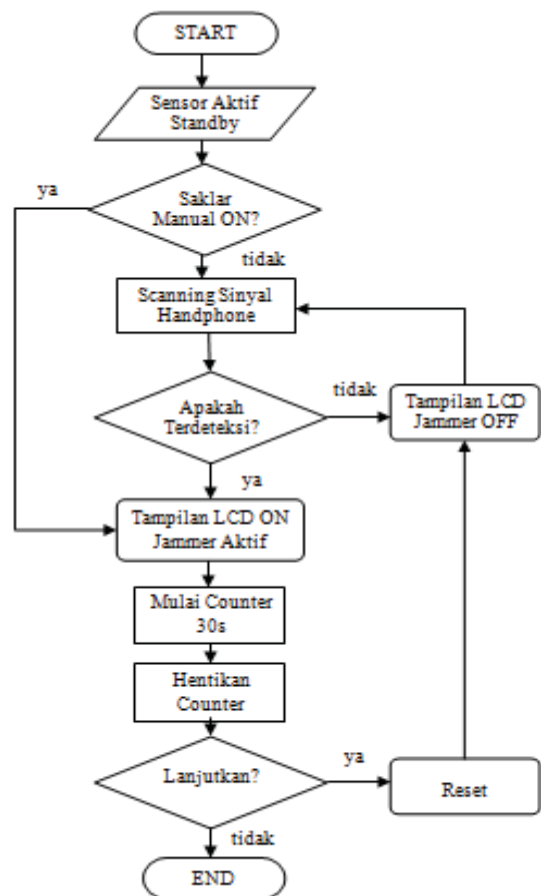 START
Sensor Aktif
Standby
ya
Saklar
Manual ON?
tidak
Scanning Sinyal
Handphone
tidak
Apakah
Terdeteksi?
Tampilan LCD
Jammer OFF
ya
Tampilan LCD ON
Jammer Aktif
Mulai Counter
30s
Hentikan
Counter
Lanjutkan?
ya
Reset
tidak
END